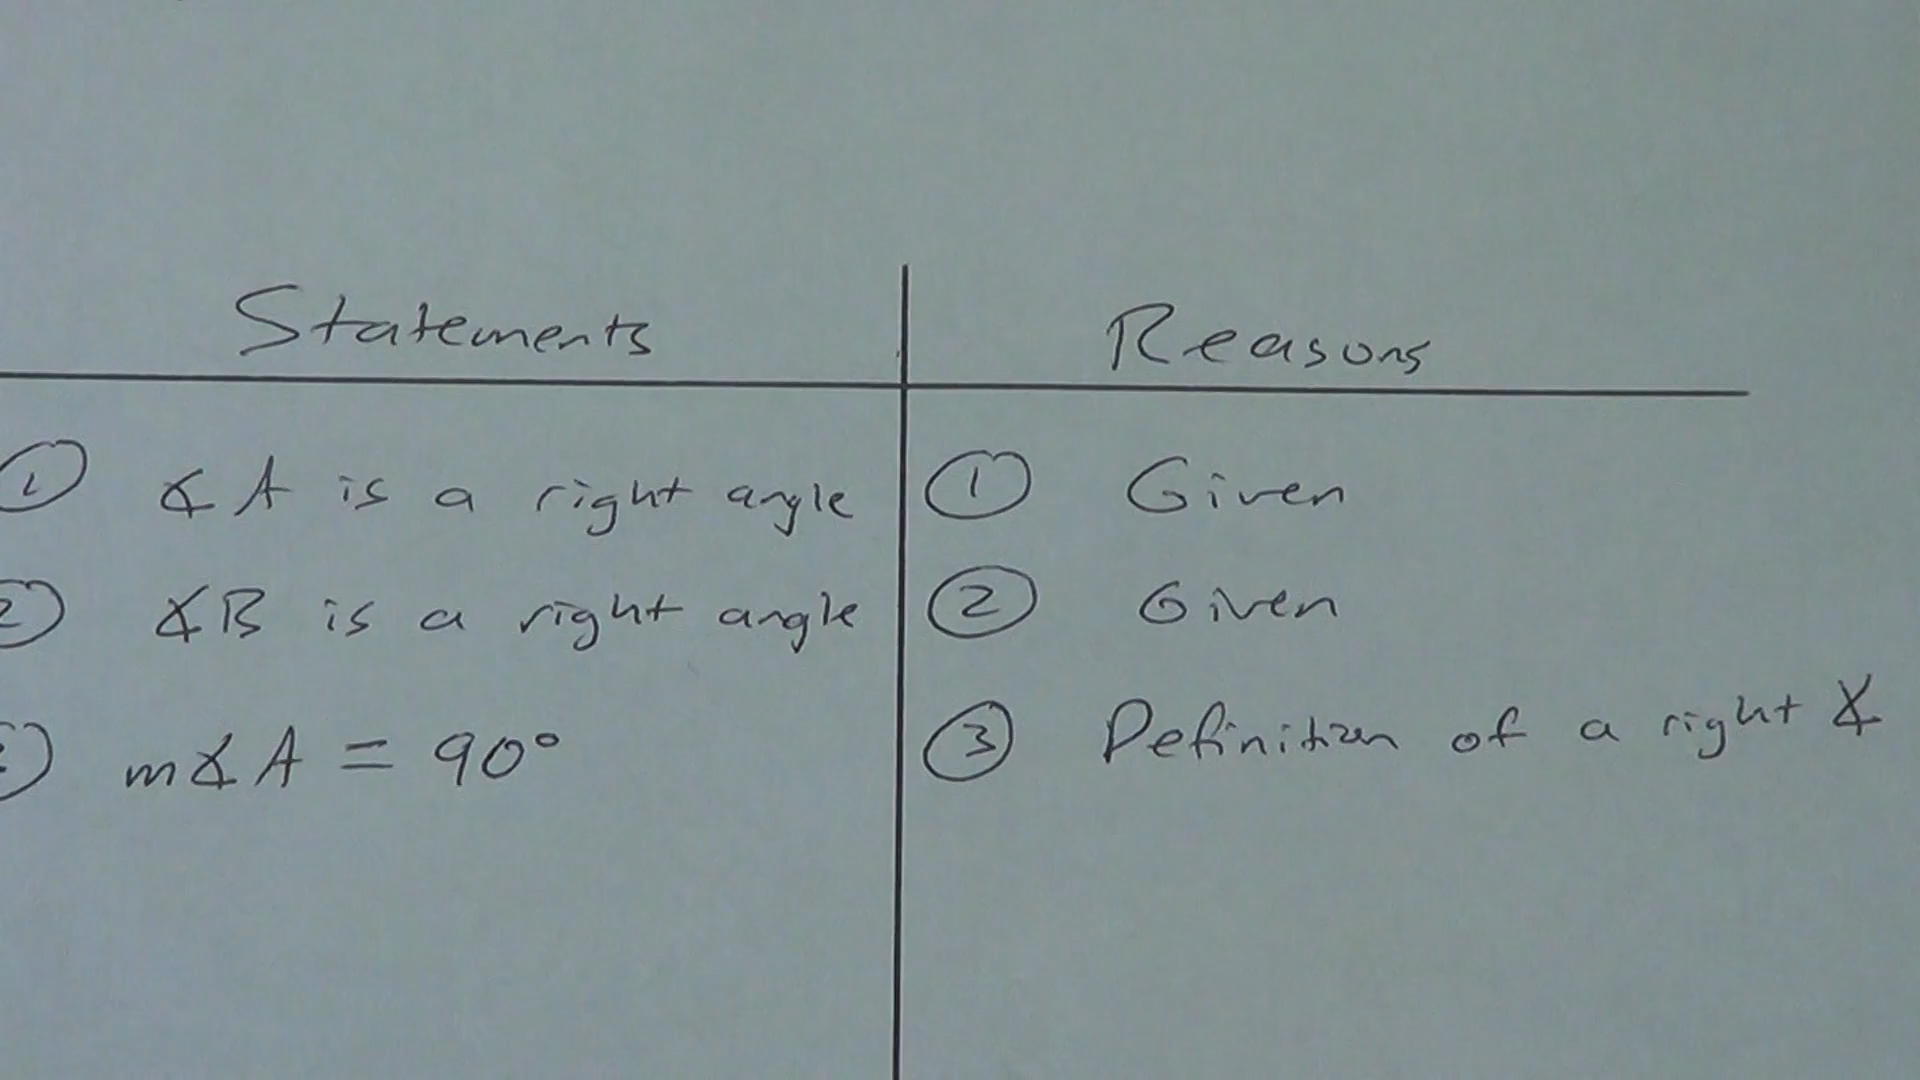 Statements Reasons
① ∡A is a right angle ① Given
② ∡B is a right angle ② Given
③ m∡A = 90° ③ Definition of a right ∡